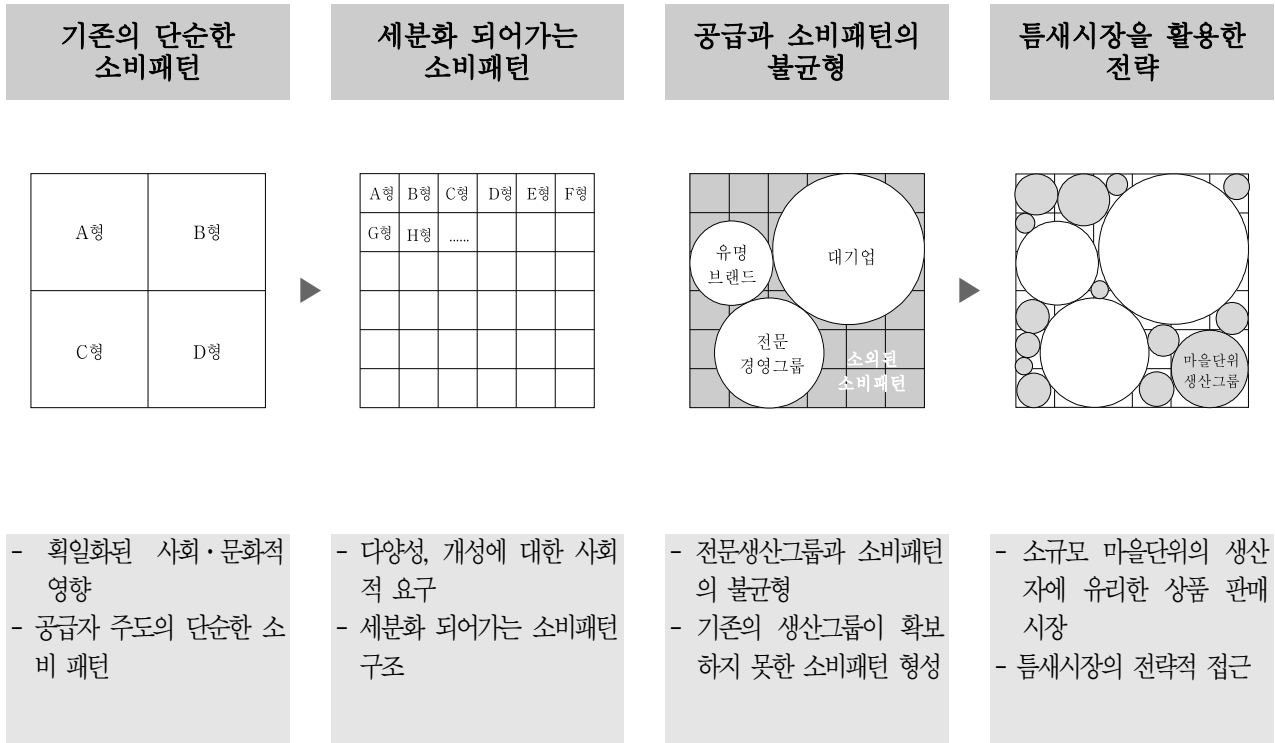 기존의 단순한
소비패턴
세분화 되어가는
소비패턴
공급과 소비패턴의
불균형
틈새시장을 활용한
전략
A형
B형
C형
D형
A형 B형 C형 D형 E형 F형
G형 H형 ......
유명
브랜드
대기업
전문
경영그룹
소외된
소비패턴
마을단위
생산그룹
- 획일화된 사회·문화적
영향
- 공급자 주도의 단순한 소
비 패턴
- 다양성, 개성에 대한 사회
적 요구
- 세분화 되어가는 소비패턴
구조
- 전문생산그룹과 소비패턴
의 불균형
- 기존의 생산그룹이 확보
하지 못한 소비패턴 형성
- 소규모 마을단위의 생산
자에 유리한 상품 판매
시장
- 틈새시장의 전략적 접근